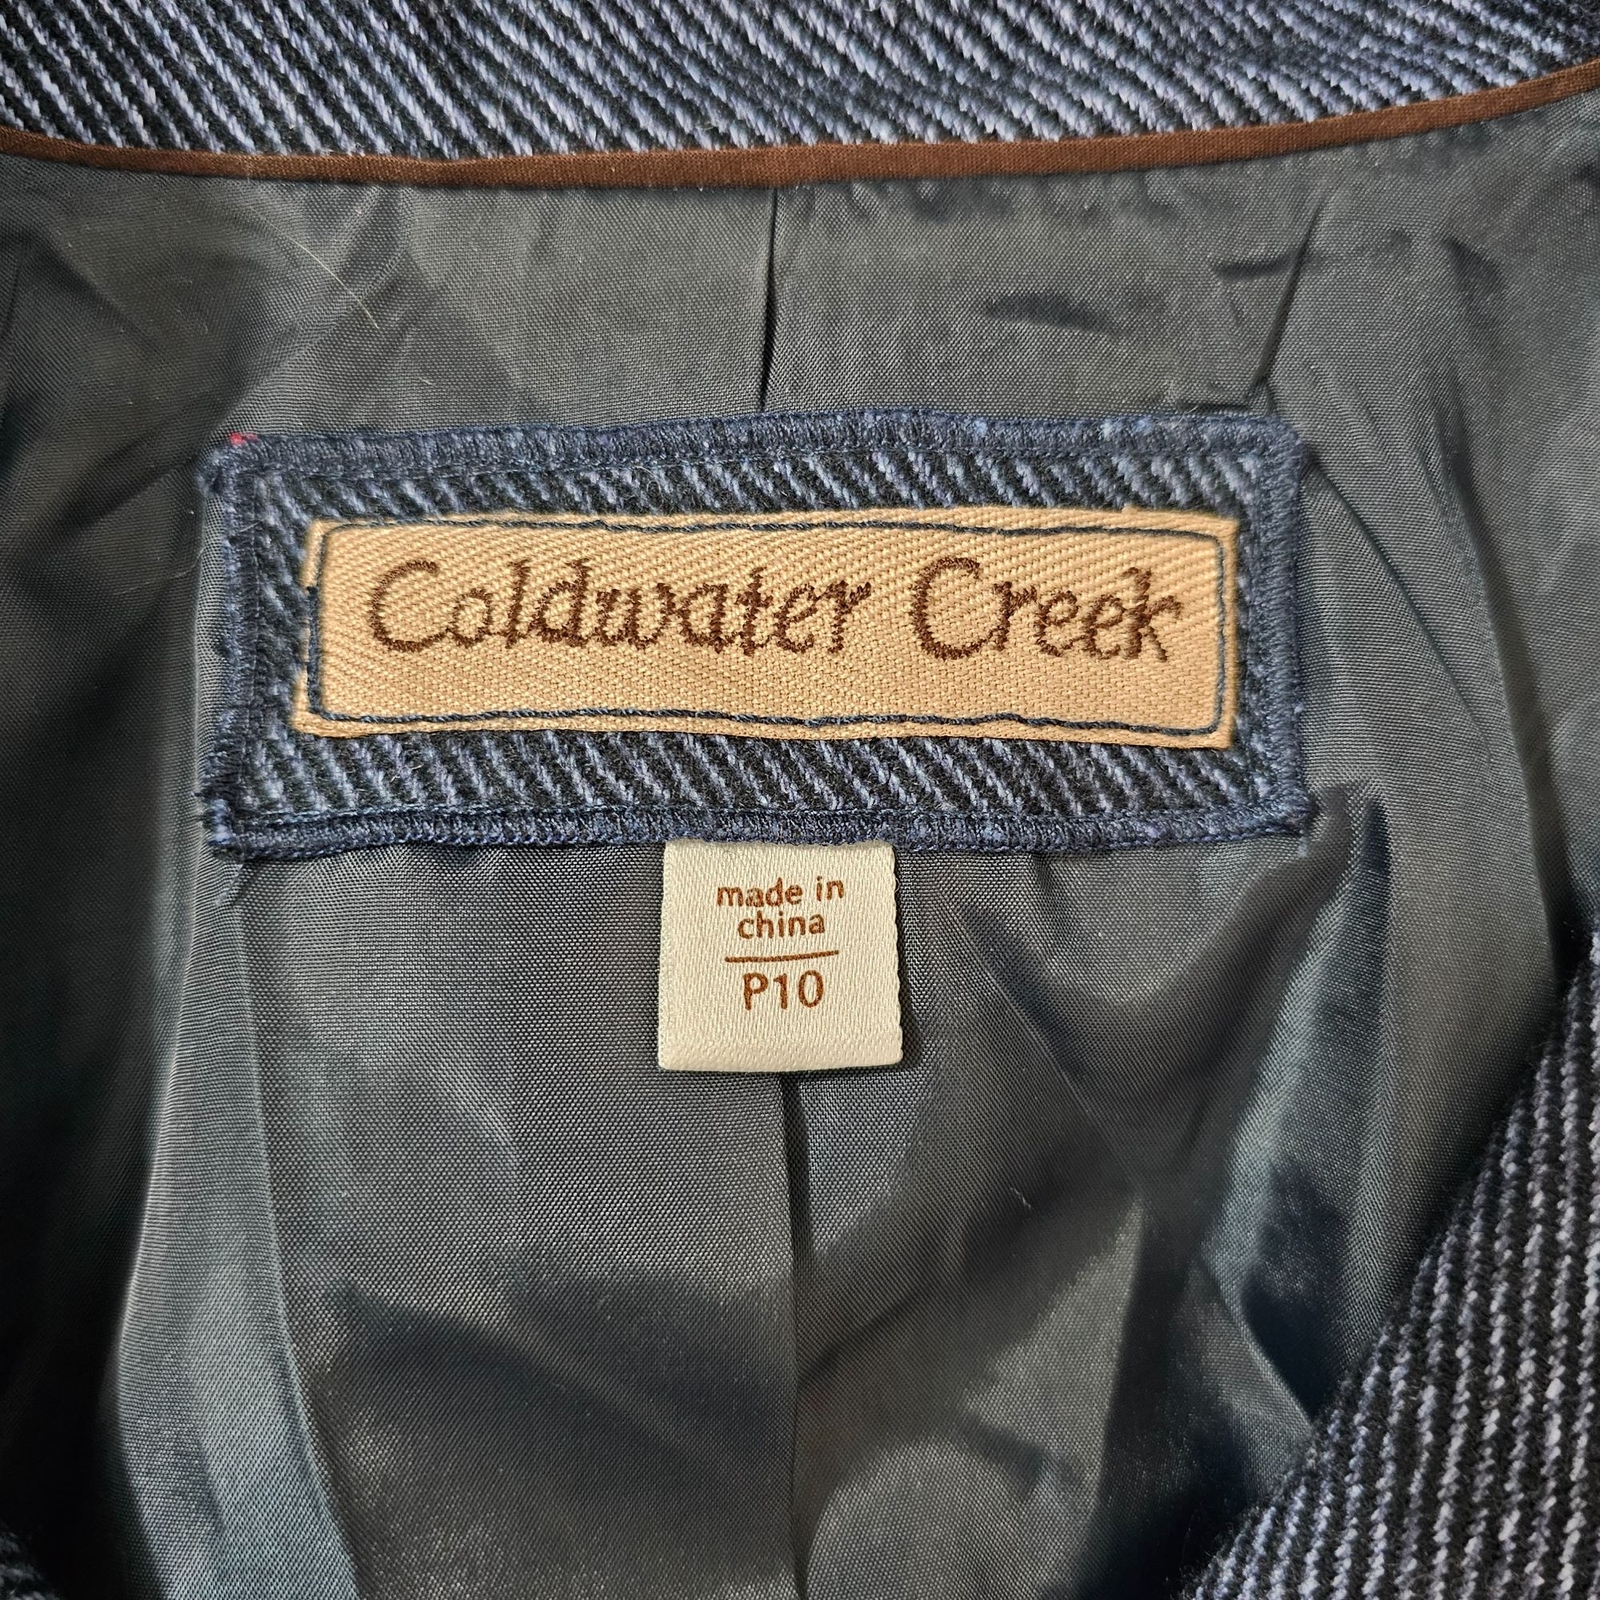 Coldwater Creek
made in
china
P10